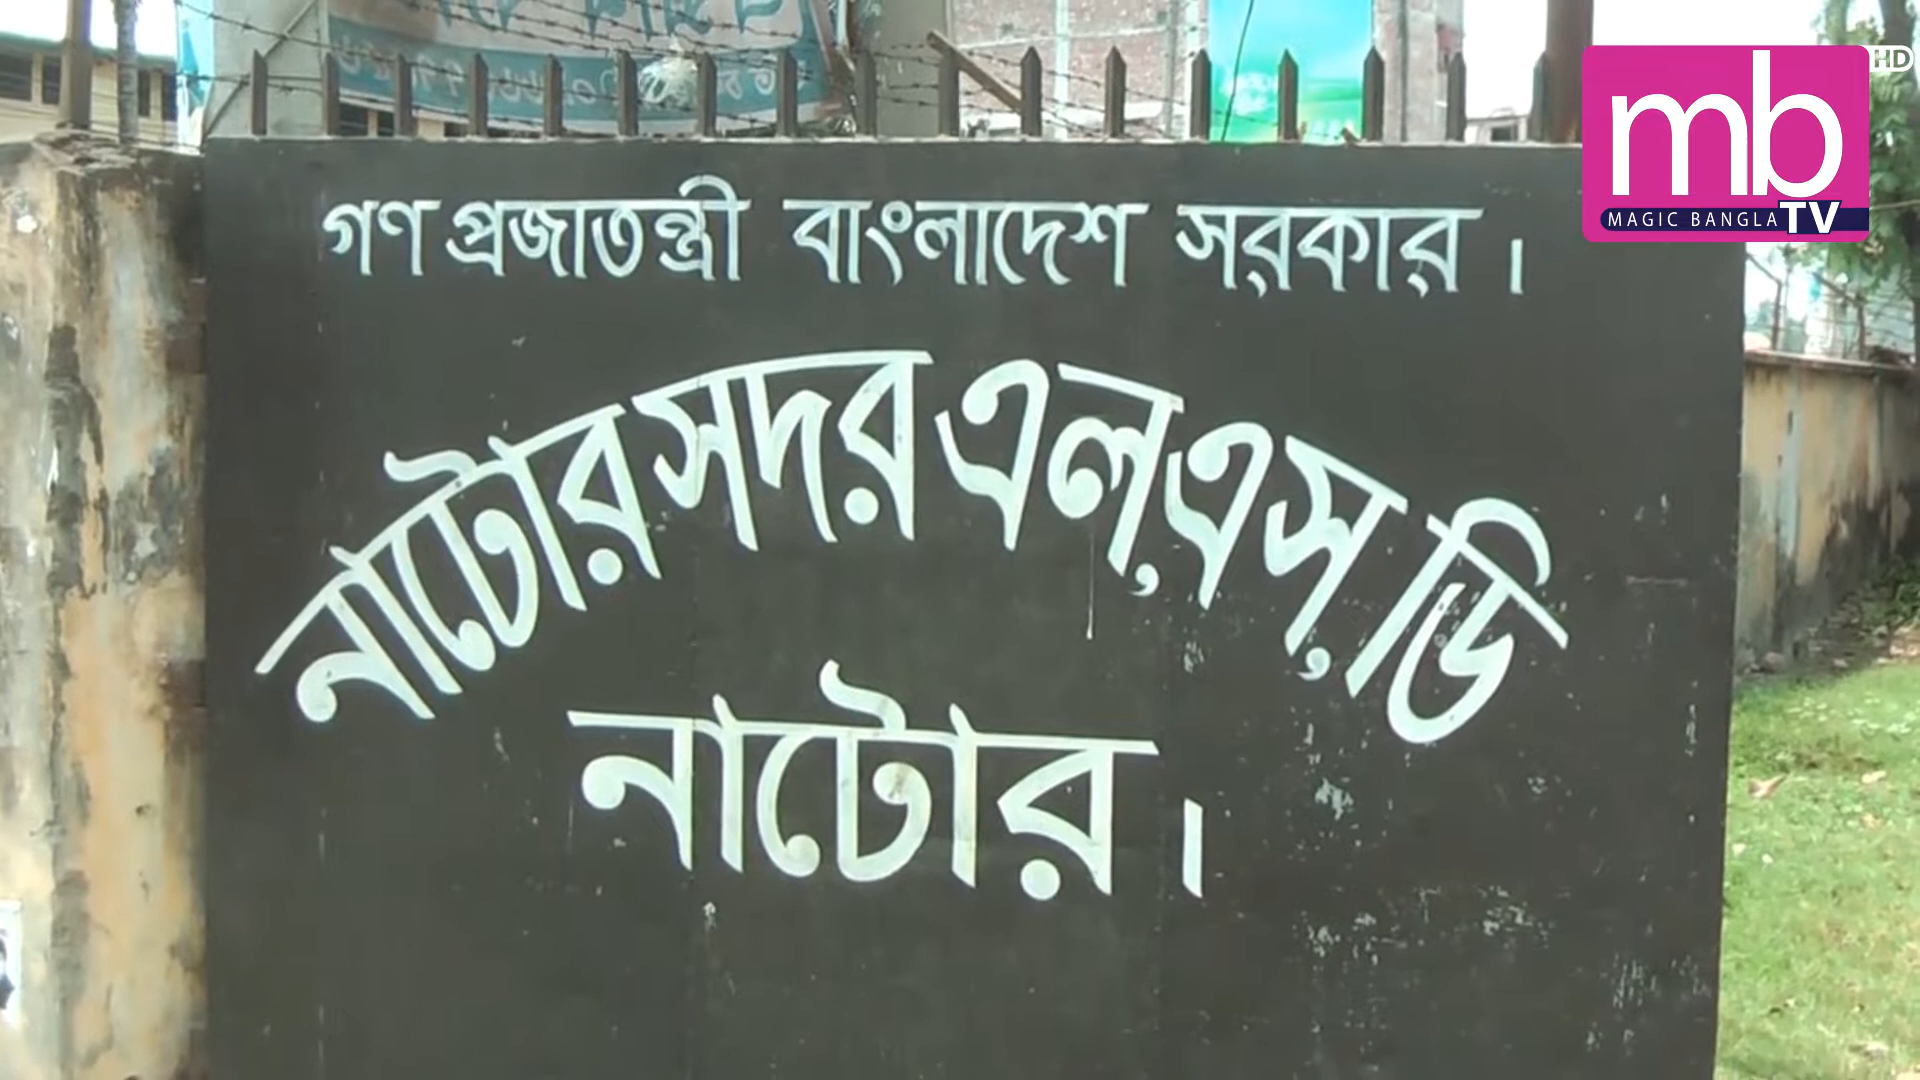 গণ প্রজাতন্ত্রী বাংলাদেশ সরকার ।
নাটোর সদর এল,এস,ডি
নাটোর ।
mb
HD
MAGIC BANGLA TV